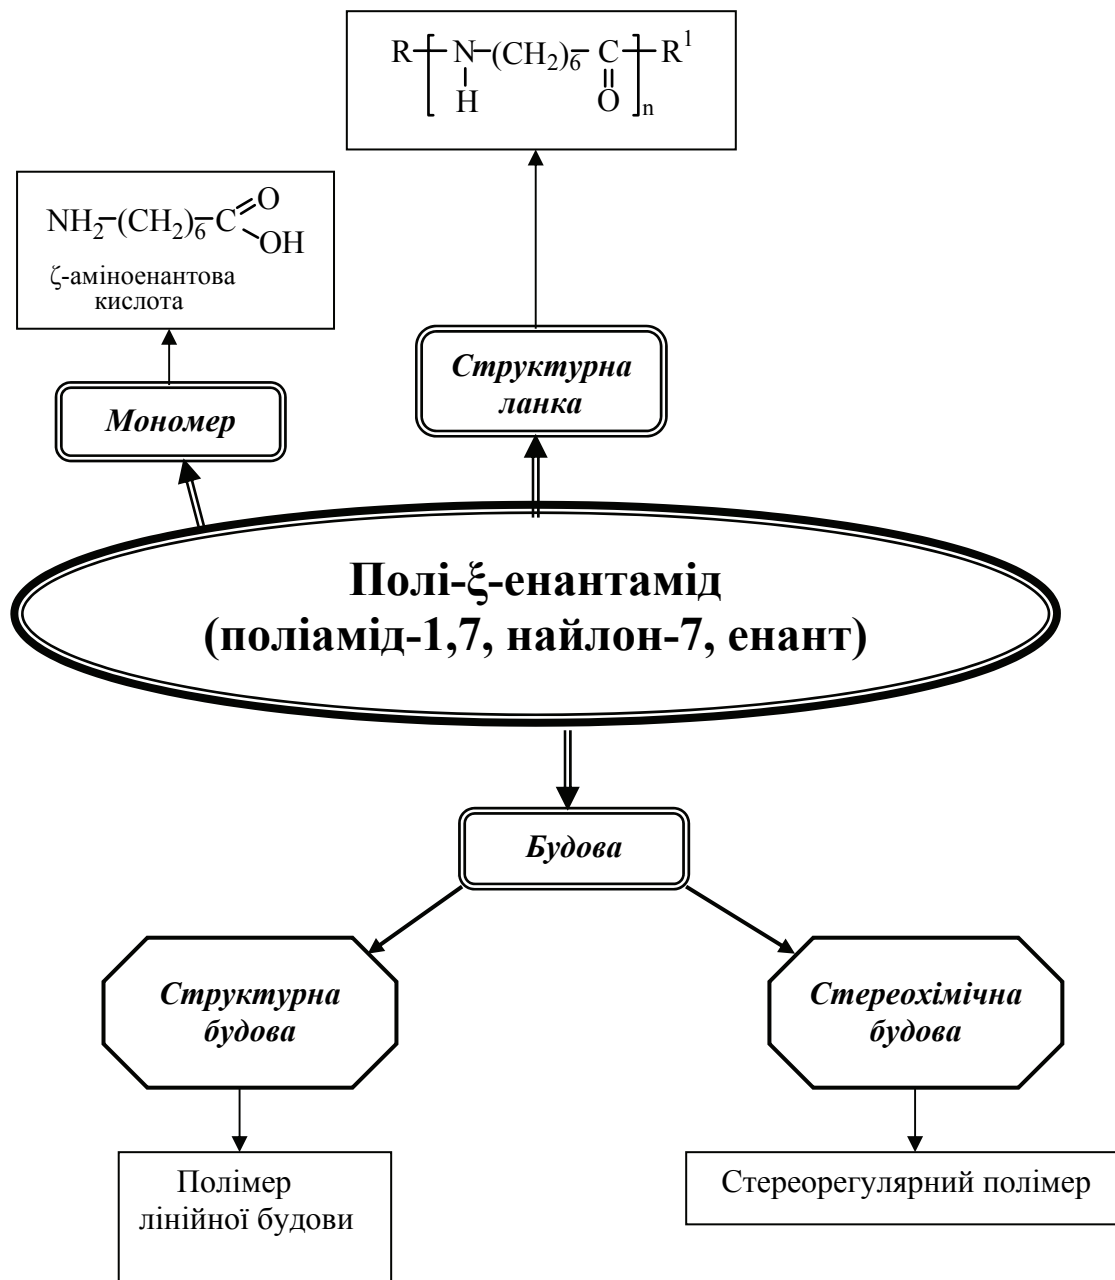 R–[–N–(CH2)6–C–]n–R1
H O
NH2–(CH2)6–C=O
OH
ζ-аміноенантова
кислота
Структурна
ланка
Мономер
Полі-ξ-енантамід
(поліамід-1,7, найлон-7, енант)
Будова
Структурна
будова
Стереохімічна
будова
Полімер
лінійної будови
Стереорегулярний полімер